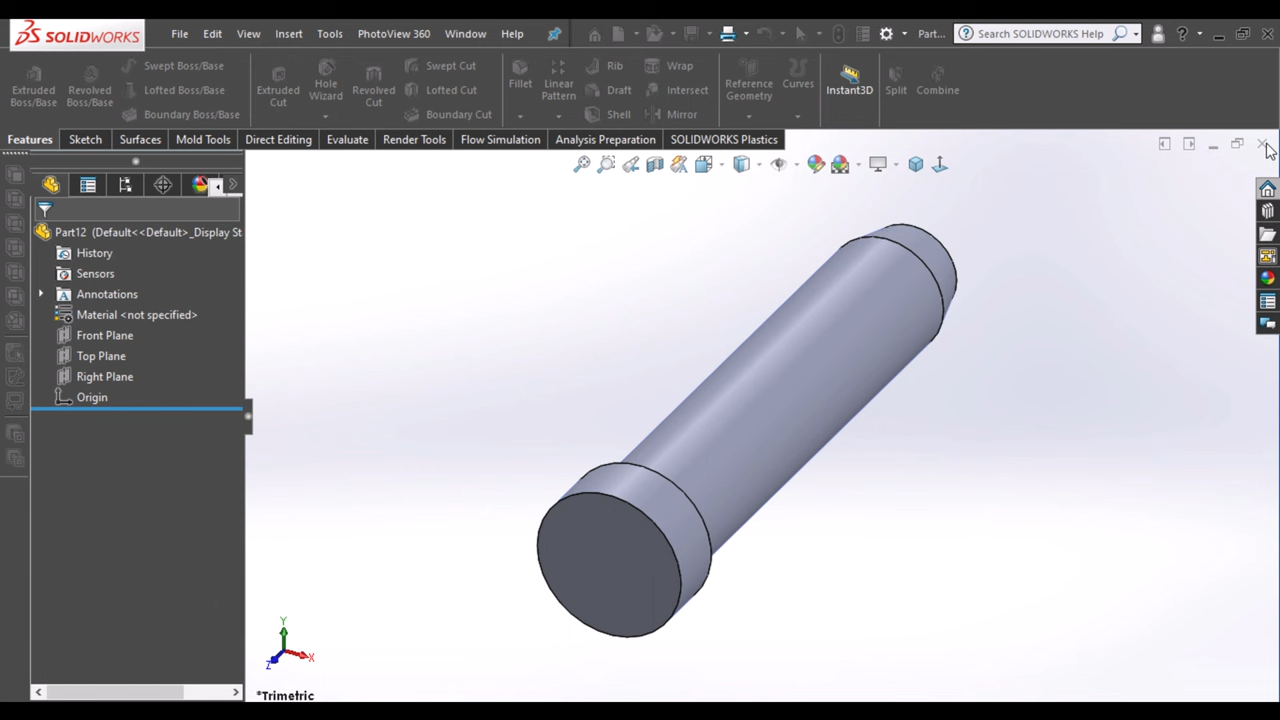 SOLIDWORKS File Edit View Insert Tools PhotoView 360 Window Help Part... Search SOLIDWORKS Help ?
Extruded Boss/Base
Revolved Boss/Base
Swept Boss/Base
Lofted Boss/Base
Boundary Boss/Base
Extruded Cut
Hole Wizard
Revolved Cut
Swept Cut
Lofted Cut
Boundary Cut
Fillet
Linear Pattern
Rib
Draft
Shell
Wrap
Intersect
Mirror
Reference Geometry
Curves
Instant3D
Split
Combine
Features Sketch Surfaces Mold Tools Direct Editing Evaluate Render Tools Flow Simulation Analysis Preparation SOLIDWORKS Plastics
Part12 (Default<<Default>_Display St
History
Sensors
A Annotations
Material <not specified>
Front Plane
Top Plane
Right Plane
Origin
Y
X
Z
*Trimetric